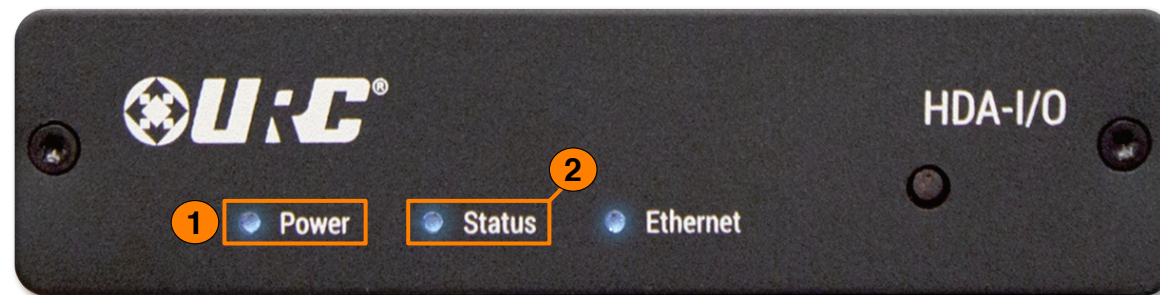 URC®
HDA-I/O
2
1
Power
Status
Ethernet